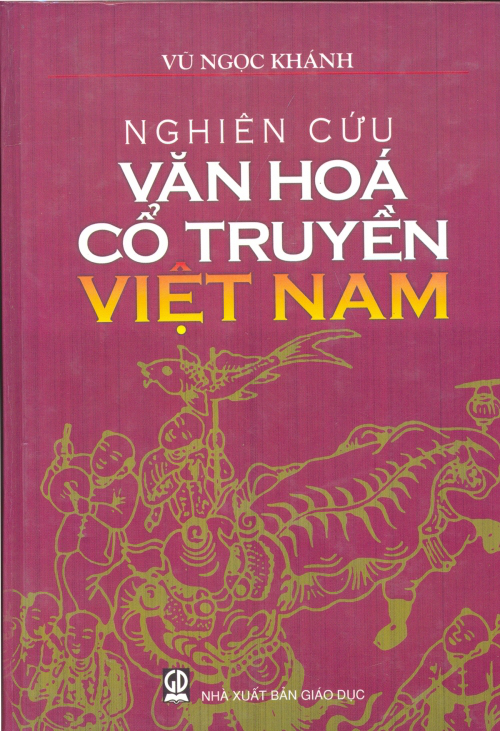 VŨ NGỌC KHÁNH
NGHIÊN CỨU
VĂN HOÁ
CỔ TRUYỀN
VIỆT NAM
GD
NHÀ XUẤT BẢN GIÁO DỤC